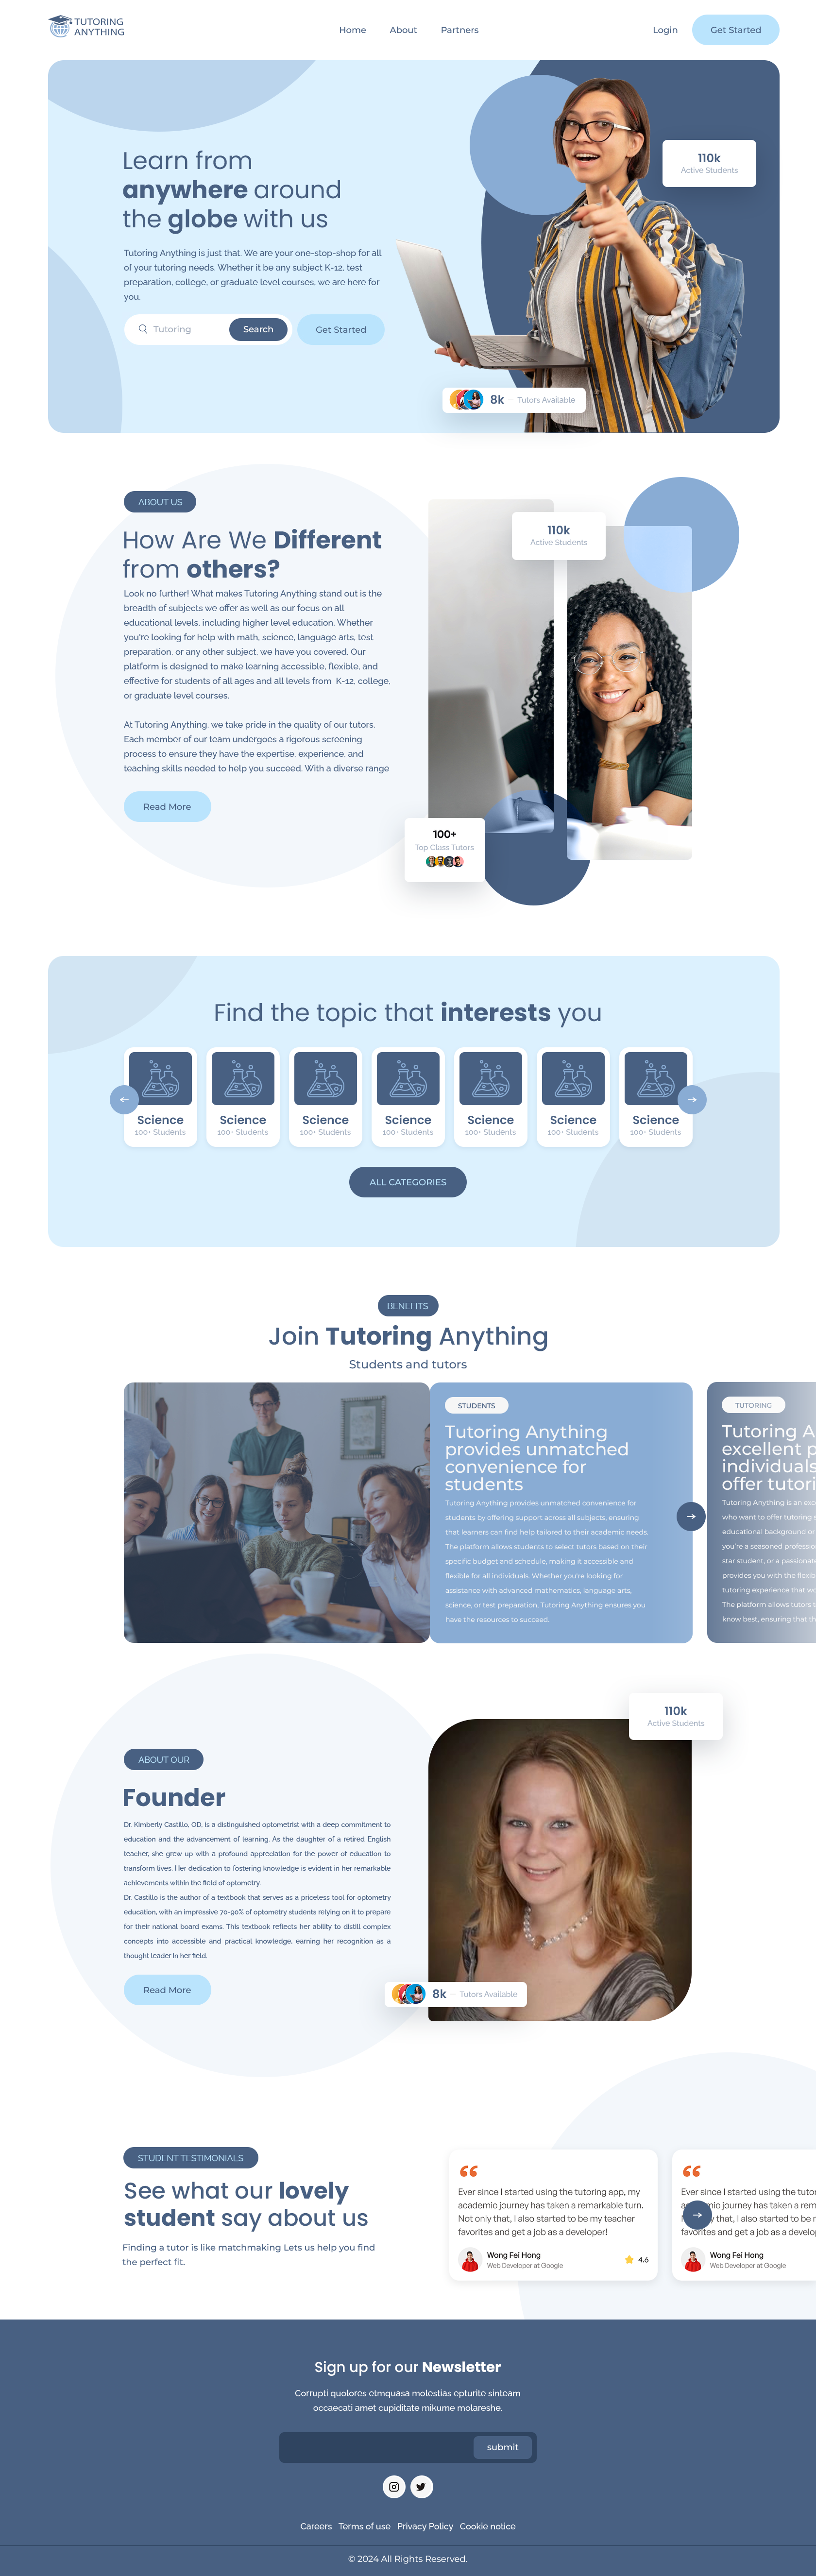 TUTORING
ANYTHING
Home About Partners
Login Get Started
Learn from
anywhere around
the globe with us
Tutoring Anything is just that. We are your one-stop-shop for all
of your tutoring needs. Whether it be any subject K-12, test
preparation, college, or graduate level courses, we are here for
you.
Tutoring Search Get Started
110k
Active Students
8k Tutors Available
ABOUT US
How Are We Different
from others?
Look no further! What makes Tutoring Anything stand out is the
breadth of subjects we offer as well as our focus on all
educational levels, including higher level education. Whether
you're looking for help with math, science, language arts, test
preparation, or any other subject, we have you covered. Our
platform is designed to make learning accessible, flexible, and
effective for students of all ages and all levels from K-12, college,
or graduate level courses.
At Tutoring Anything, we take pride in the quality of our tutors.
Each member of our team undergoes a rigorous screening
process to ensure they have the expertise, experience, and
teaching skills needed to help you succeed. With a diverse range
Read More
110k
Active Students
100+
Top Class Tutors
Find the topic that interests you
Science Science Science Science Science Science Science
100+ Students 100+ Students 100+ Students 100+ Students 100+ Students 100+ Students 100+ Students
ALL CATEGORIES
BENEFITS
Join Tutoring Anything
Students and tutors
STUDENTS
Tutoring Anything
provides unmatched
convenience for
students
Tutoring Anything provides unmatched convenience for
students by offering support across all subjects, ensuring
that learners can find help tailored to their academic needs.
The platform allows students to select tutors based on their
specific budget and schedule, making it accessible and
flexible for all individuals. Whether you're looking for
assistance with advanced mathematics, language arts,
science, or test preparation, Tutoring Anything ensures you
have the resources to succeed.
TUTORING
Tutoring A
excellent p
individuals
offer tutori
Tutoring Anything is an exc
who want to offer tutoring s
educational background or
you're a seasoned professio
star student, or a passionat
provides you with the flexib
tutoring experience that wo
The platform allows tutors t
know best, ensuring that th
ABOUT OUR
Founder
Dr. Kimberly Castillo, OD, is a distinguished optometrist with a deep commitment to
education and the advancement of learning. As the daughter of a retired English
teacher, she grew up with a profound appreciation for the power of education to
transform lives. Her dedication to fostering knowledge is evident in her remarkable
achievements within the field of optometry.
Dr. Castillo is the author of a textbook that serves as a priceless tool for optometry
education, with an impressive 70-90% of optometry students relying on it to prepare
for their national board exams. This textbook reflects her ability to distill complex
concepts into accessible and practical knowledge, earning her recognition as a
thought leader in her field.
Read More
110k
Active Students
8k Tutors Available
STUDENT TESTIMONIALS
See what our lovely
student say about us
Finding a tutor is like matchmaking Lets us help you find
the perfect fit.
“
Ever since I started using the tutoring app, my
academic journey has taken a remarkable turn.
Not only that, I also started to be my teacher
favorites and get a job as a developer!
Wong Fei Hong
Web Developer at Google
4.6
“
Ever since I started using the tutor
journey has taken a rem
that, I also started to be r
favorites and get a job as a develop
Wong Fei Hong
Web Developer at Google
Sign up for our Newsletter
Corrupti quolores etmquasa molestias epturite sinteam
occaecati amet cupiditate mikume molareshe.
submit
Careers Terms of use Privacy Policy Cookie notice
© 2024 All Rights Reserved.